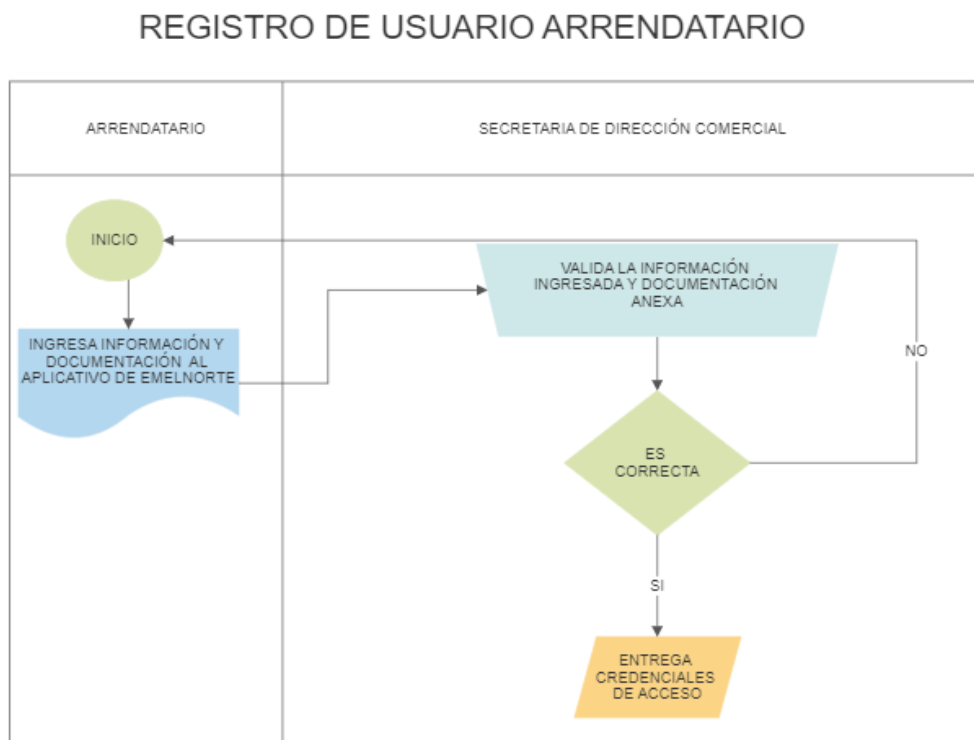 REGISTRO DE USUARIO ARRENDATARIO
ARRENDATARIO
SECRETARIA DE DIRECCIÓN COMERCIAL
INICIO
VALIDA LA INFORMACIÓN
INGRESADA Y DOCUMENTACIÓN
ANEXA
INGRESA INFORMACIÓN Y
DOCUMENTACIÓN AL
APLICATIVO DE EMELNORTE
NO
ES
CORRECTA
SI
ENTREGA
CREDENCIALES
DE ACCESO